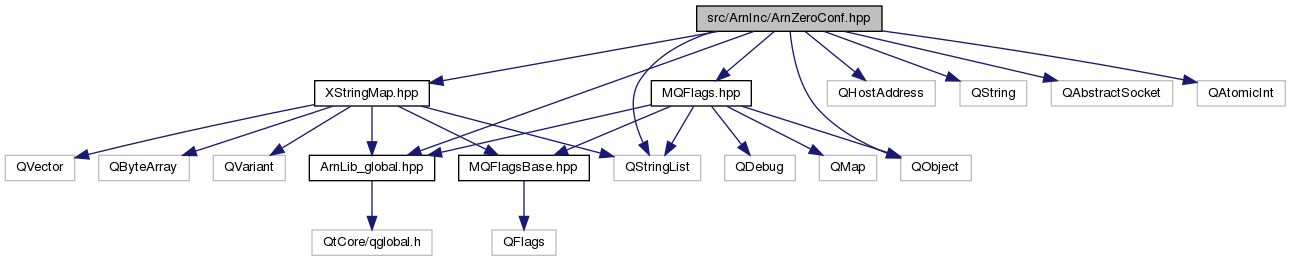 src/ArnInc/ArnZeroConf.hpp
XStringMap.hpp
MQFlags.hpp
QHostAddress
QString
QAbstractSocket
QAtomicInt
QVector
QByteArray
QVariant
ArnLib_global.hpp
MQFlagsBase.hpp
QStringList
QDebug
QMap
QObject
QtCore/qglobal.h
QFlags